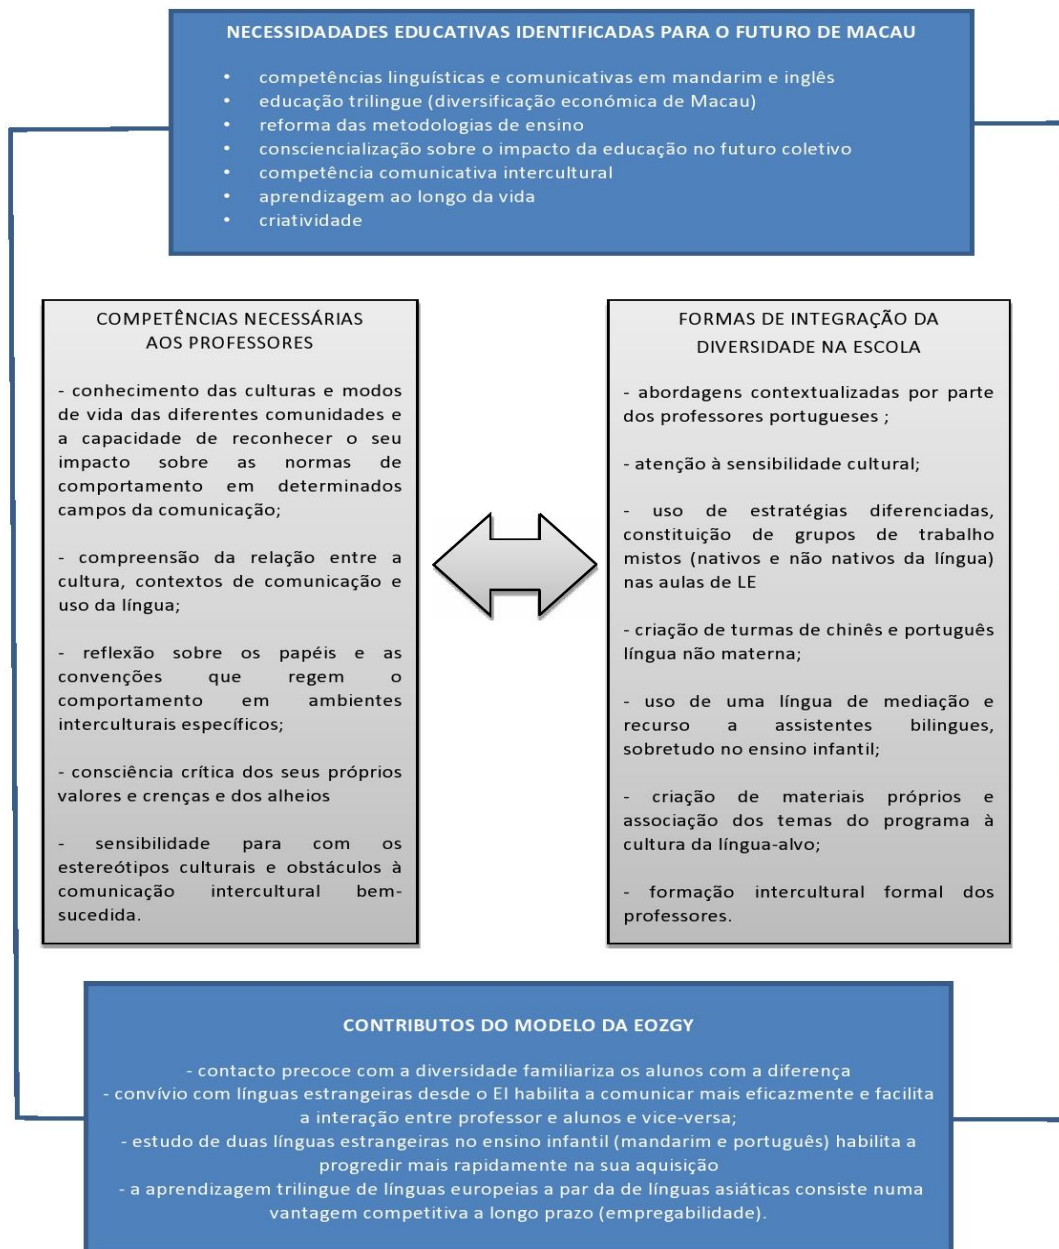 NECESSIDADADES EDUCATIVAS IDENTIFICADAS PARA O FUTURO DE MACAU
• competências linguísticas e comunicativas em mandarim e inglês
• educação trilingue (diversificação económica de Macau)
• reforma das metodologias de ensino
• consciencialização sobre o impacto da educação no futuro coletivo
• competência comunicativa intercultural
• aprendizagem ao longo da vida
• criatividade
COMPETÊNCIAS NECESSÁRIAS
AOS PROFESSORES
- conhecimento das culturas e modos
de vida das diferentes comunidades e
a capacidade de reconhecer o seu
impacto sobre as normas de
comportamento em determinados
campos da comunicação;
- compreensão da relação entre a
cultura, contextos de comunicação e
uso da língua;
- reflexão sobre os papéis e as
convenções que regem o
comportamento em ambientes
interculturais específicos;
- consciência crítica dos seus próprios
valores e crenças e dos alheios
- sensibilidade para com os
estereótipos culturais e obstáculos à
comunicação intercultural bem-
sucedida.
FORMAS DE INTEGRAÇÃO DA
DIVERSIDADE NA ESCOLA
- abordagens contextualizadas por parte
dos professores portugueses ;
- atenção à sensibilidade cultural;
- uso de estratégias diferenciadas,
constituição de grupos de trabalho
mistos (nativos e não nativos da língua)
nas aulas de LE
- criação de turmas de chinês e português
língua não materna;
- uso de uma língua de mediação e
recurso a assistentes bilingues,
sobretudo no ensino infantil;
- criação de materiais próprios e
associação dos temas do programa à
cultura da língua-alvo;
- formação intercultural formal dos
professores.
CONTRIBUTOS DO MODELO DA EOZGY
- contacto precoce com a diversidade familiariza os alunos com a diferença
- convívio com línguas estrangeiras desde o EI habilita a comunicar mais eficazmente e facilita
a interação entre professor e alunos e vice-versa;
- estudo de duas línguas estrangeiras no ensino infantil (mandarim e português) habilita a
progredir mais rapidamente na sua aquisição
- a aprendizagem trilingue de línguas europeias a par da de línguas asiáticas consiste numa
vantagem competitiva a longo prazo (empregabilidade).